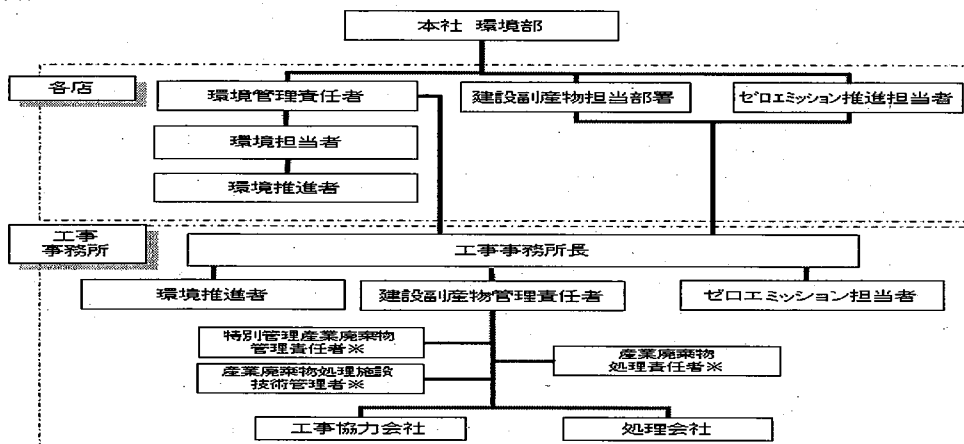 本社 環境部
各店
環境管理責任者
建設副産物担当部署
ゼロエミッション推進担当者
環境担当者
環境推進者
工事
事務所
工事事務所長
環境推進者
建設副産物管理責任者
ゼロエミッション担当者
特別管理産業廃棄物
管理責任者※
産業廃棄物
処理責任者※
産業廃棄物処理施設
技術管理者※
工事協力会社
処理会社